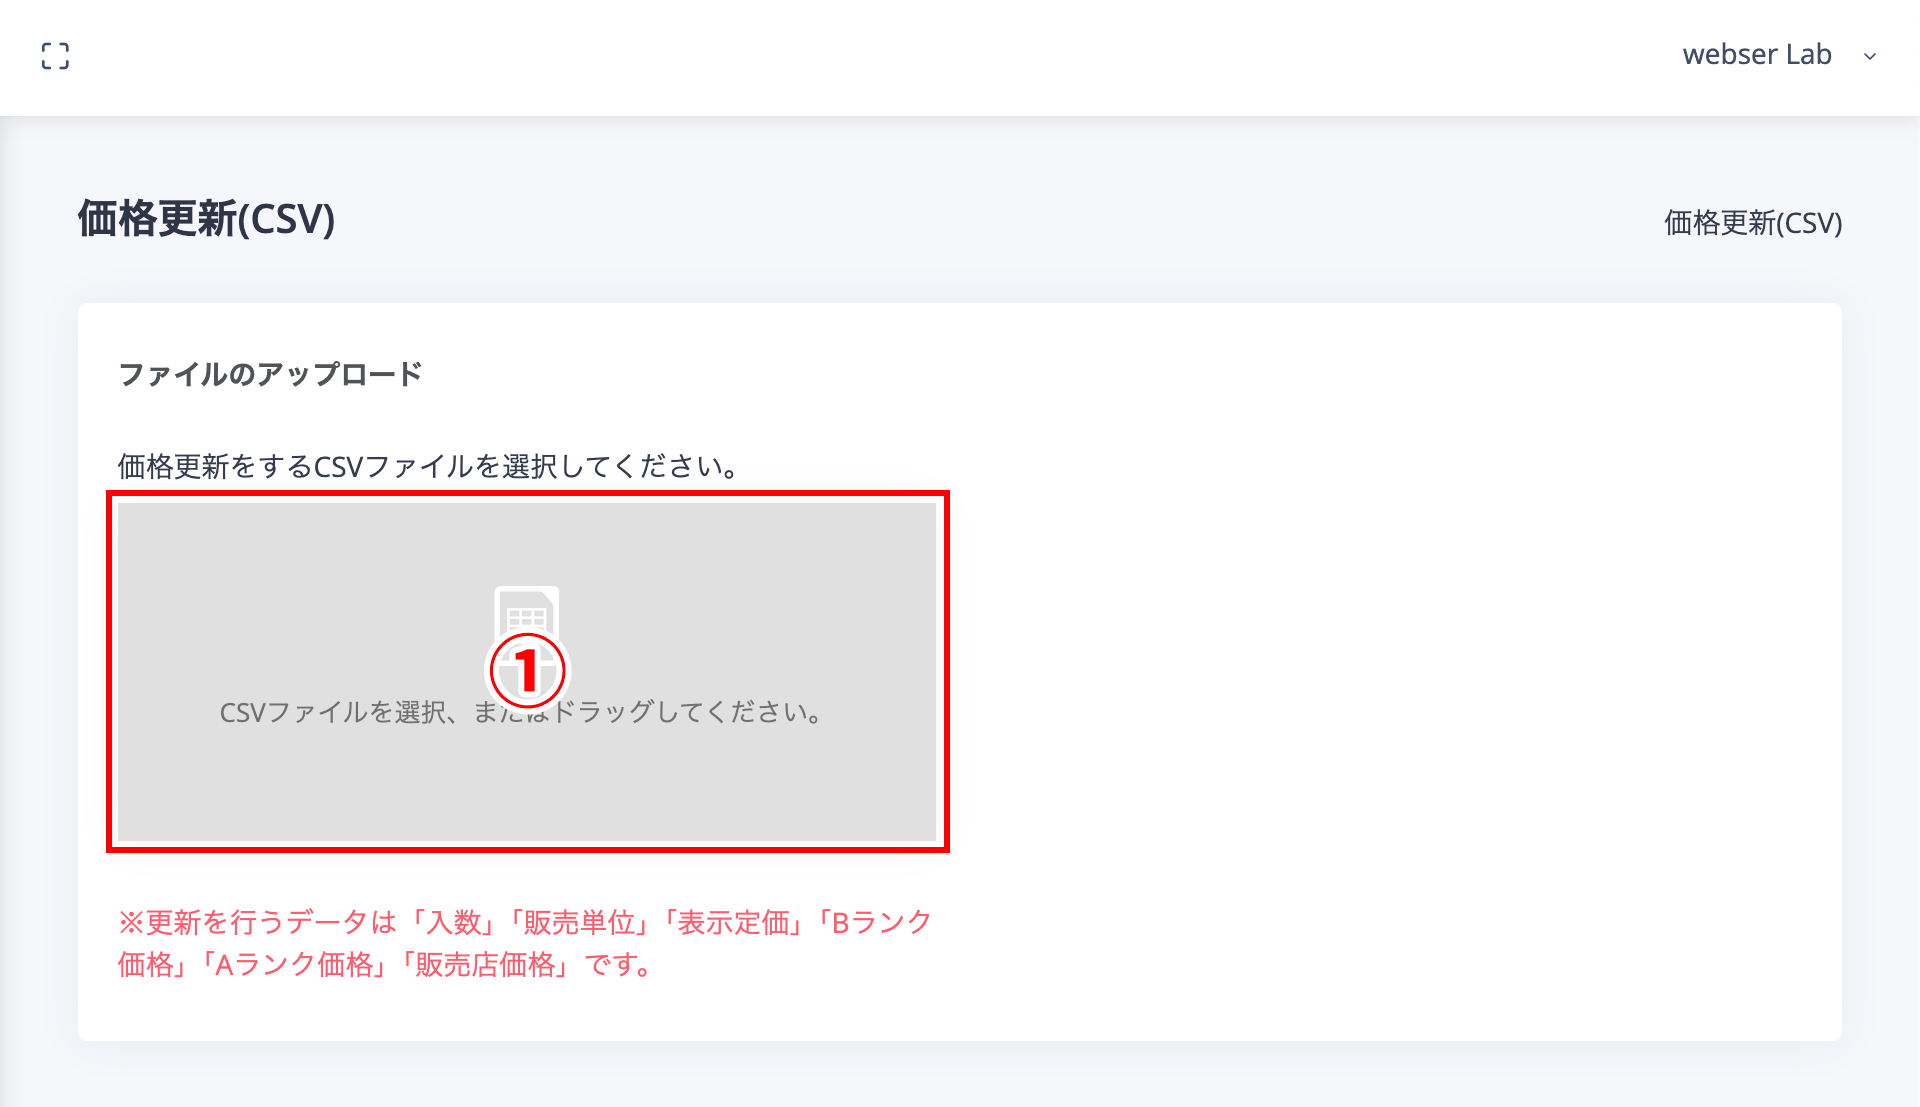 webser Lab
価格更新(CSV)
価格更新(CSV)
ファイルのアップロード
価格更新をするCSVファイルを選択してください。
①
CSVファイルを選択、またはドラッグしてください。
※更新を行うデータは「入数」「販売単位」「表示定価」「Bランク
価格」「Aランク価格」「販売店価格」です。